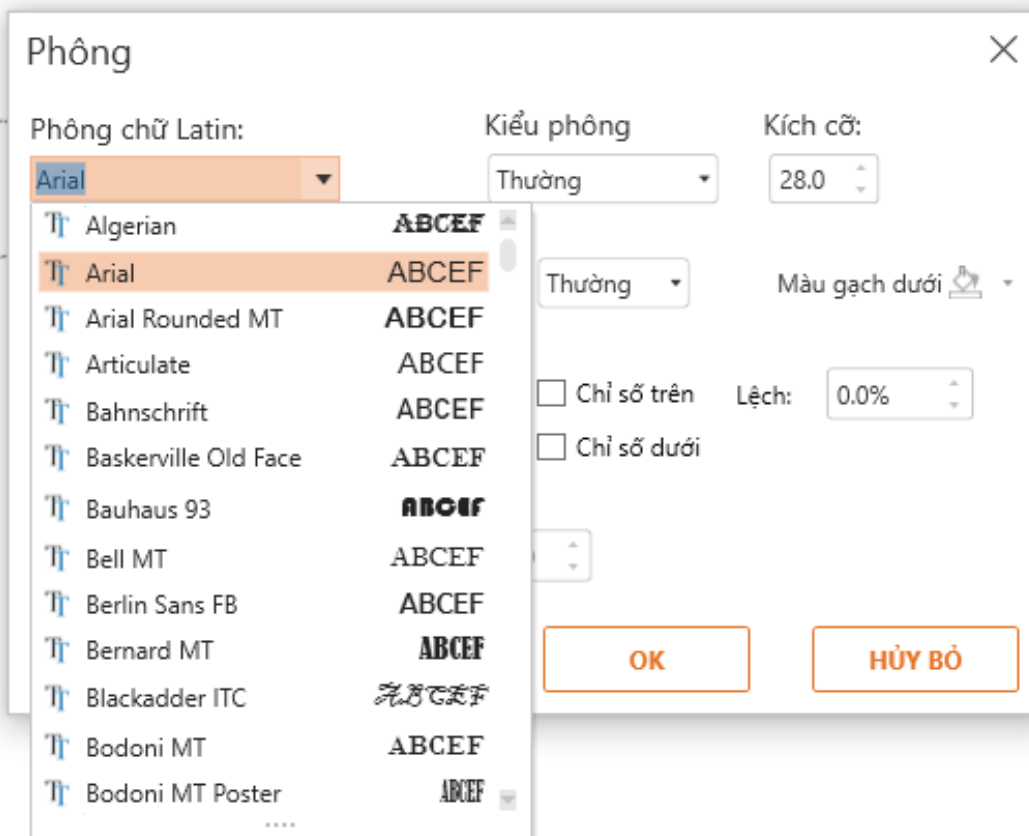 Phông
Phông chữ Latin: Kiểu phông Kích cỡ:
Arial Thường 28.0
Algerian ABCEF
Arial ABCEF Thường Màu gạch dưới
Arial Rounded MT ABCEF
Articulate ABCEF Chỉ số trên Lệch: 0.0%
Bahnschrift ABCEF
Baskerville Old Face ABCEF Chỉ số dưới
Bauhaus 93 ABCEF
Bell MT ABCEF
Berlin Sans FB ABCEF
Bernard MT ABCEF OK HỦY BỎ
Blackadder ITC ABCEF
Bodoni MT ABCEF
Bodoni MT Poster ABCEF